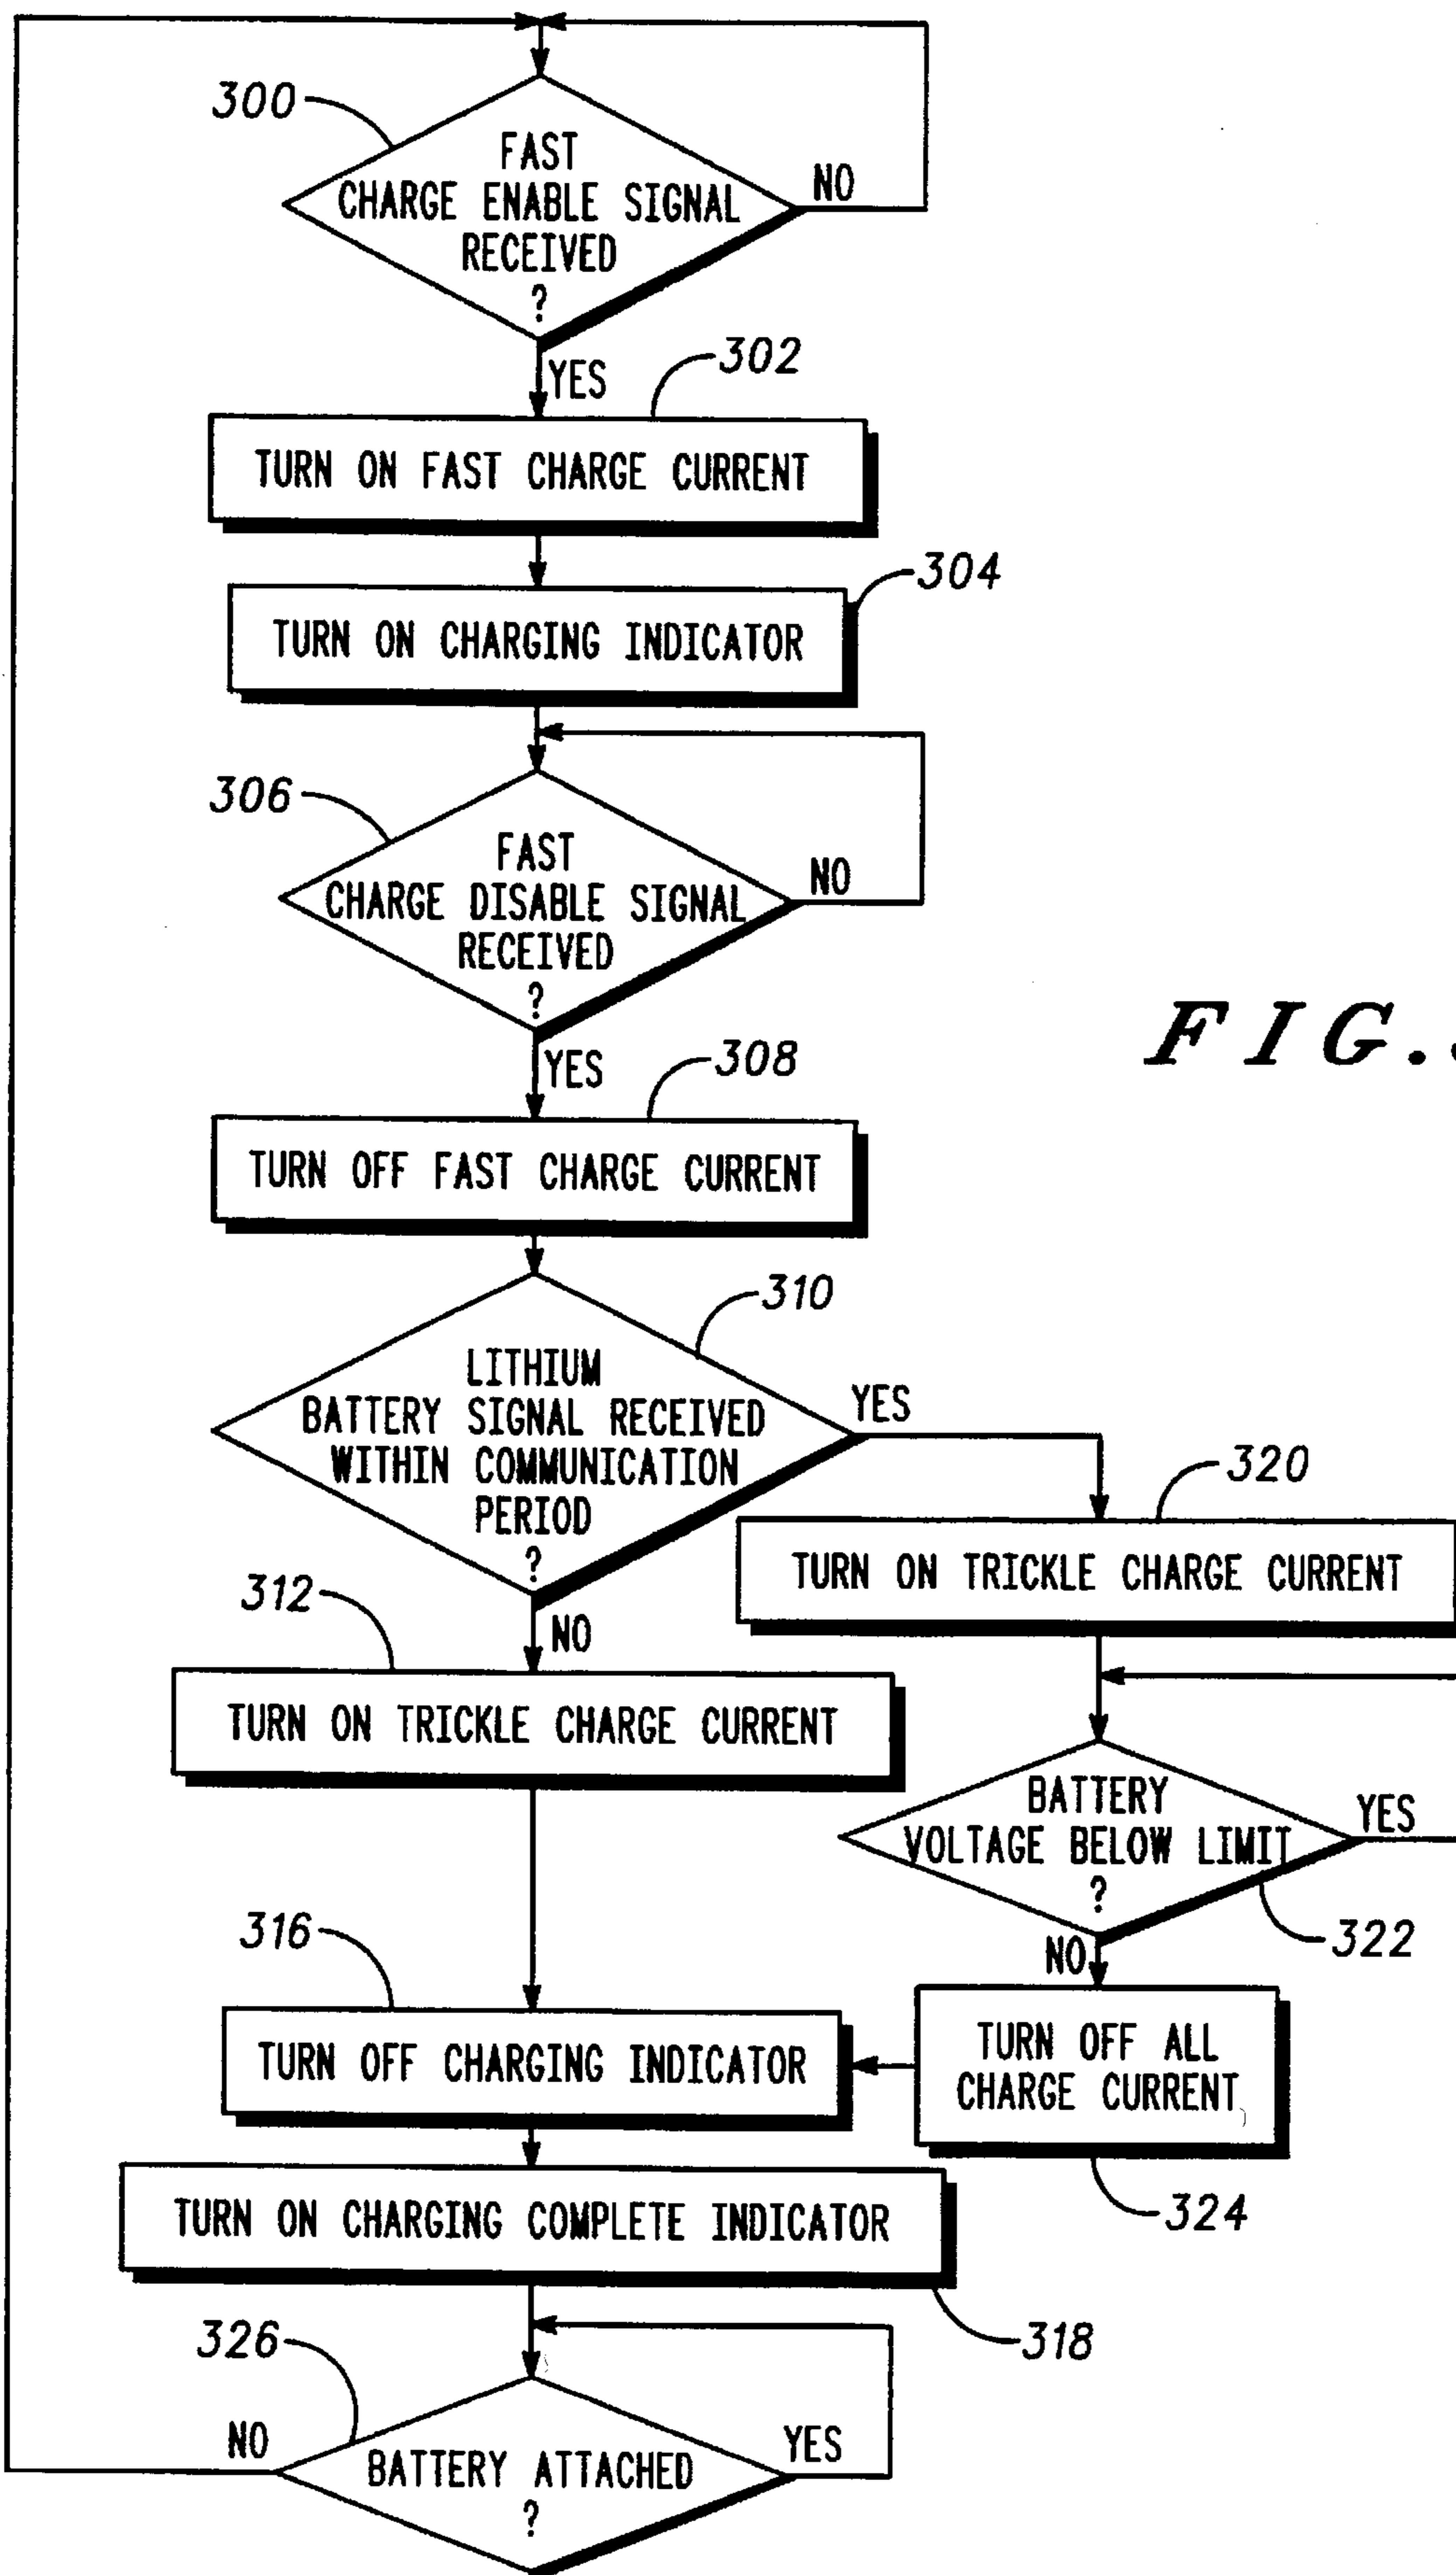 300
FAST
CHARGE ENABLE SIGNAL
RECEIVED
?
NO
YES
302
TURN ON FAST CHARGE CURRENT
304
TURN ON CHARGING INDICATOR
306
FAST
CHARGE DISABLE SIGNAL
RECEIVED
?
NO
FIG.
YES
308
TURN OFF FAST CHARGE CURRENT
310
LITHIUM
BATTERY SIGNAL RECEIVED
WITHIN COMMUNICATION
PERIOD
?
YES
NO
320
TURN ON TRICKLE CHARGE CURRENT
312
TURN ON TRICKLE CHARGE CURRENT
BATTERY
VOLTAGE BELOW LIMIT
?
YES
322
NO
316
TURN OFF CHARGING INDICATOR
TURN OFF ALL
CHARGE CURRENT
324
TURN ON CHARGING COMPLETE INDICATOR
318
326
NO
BATTERY ATTACHED
?
YES